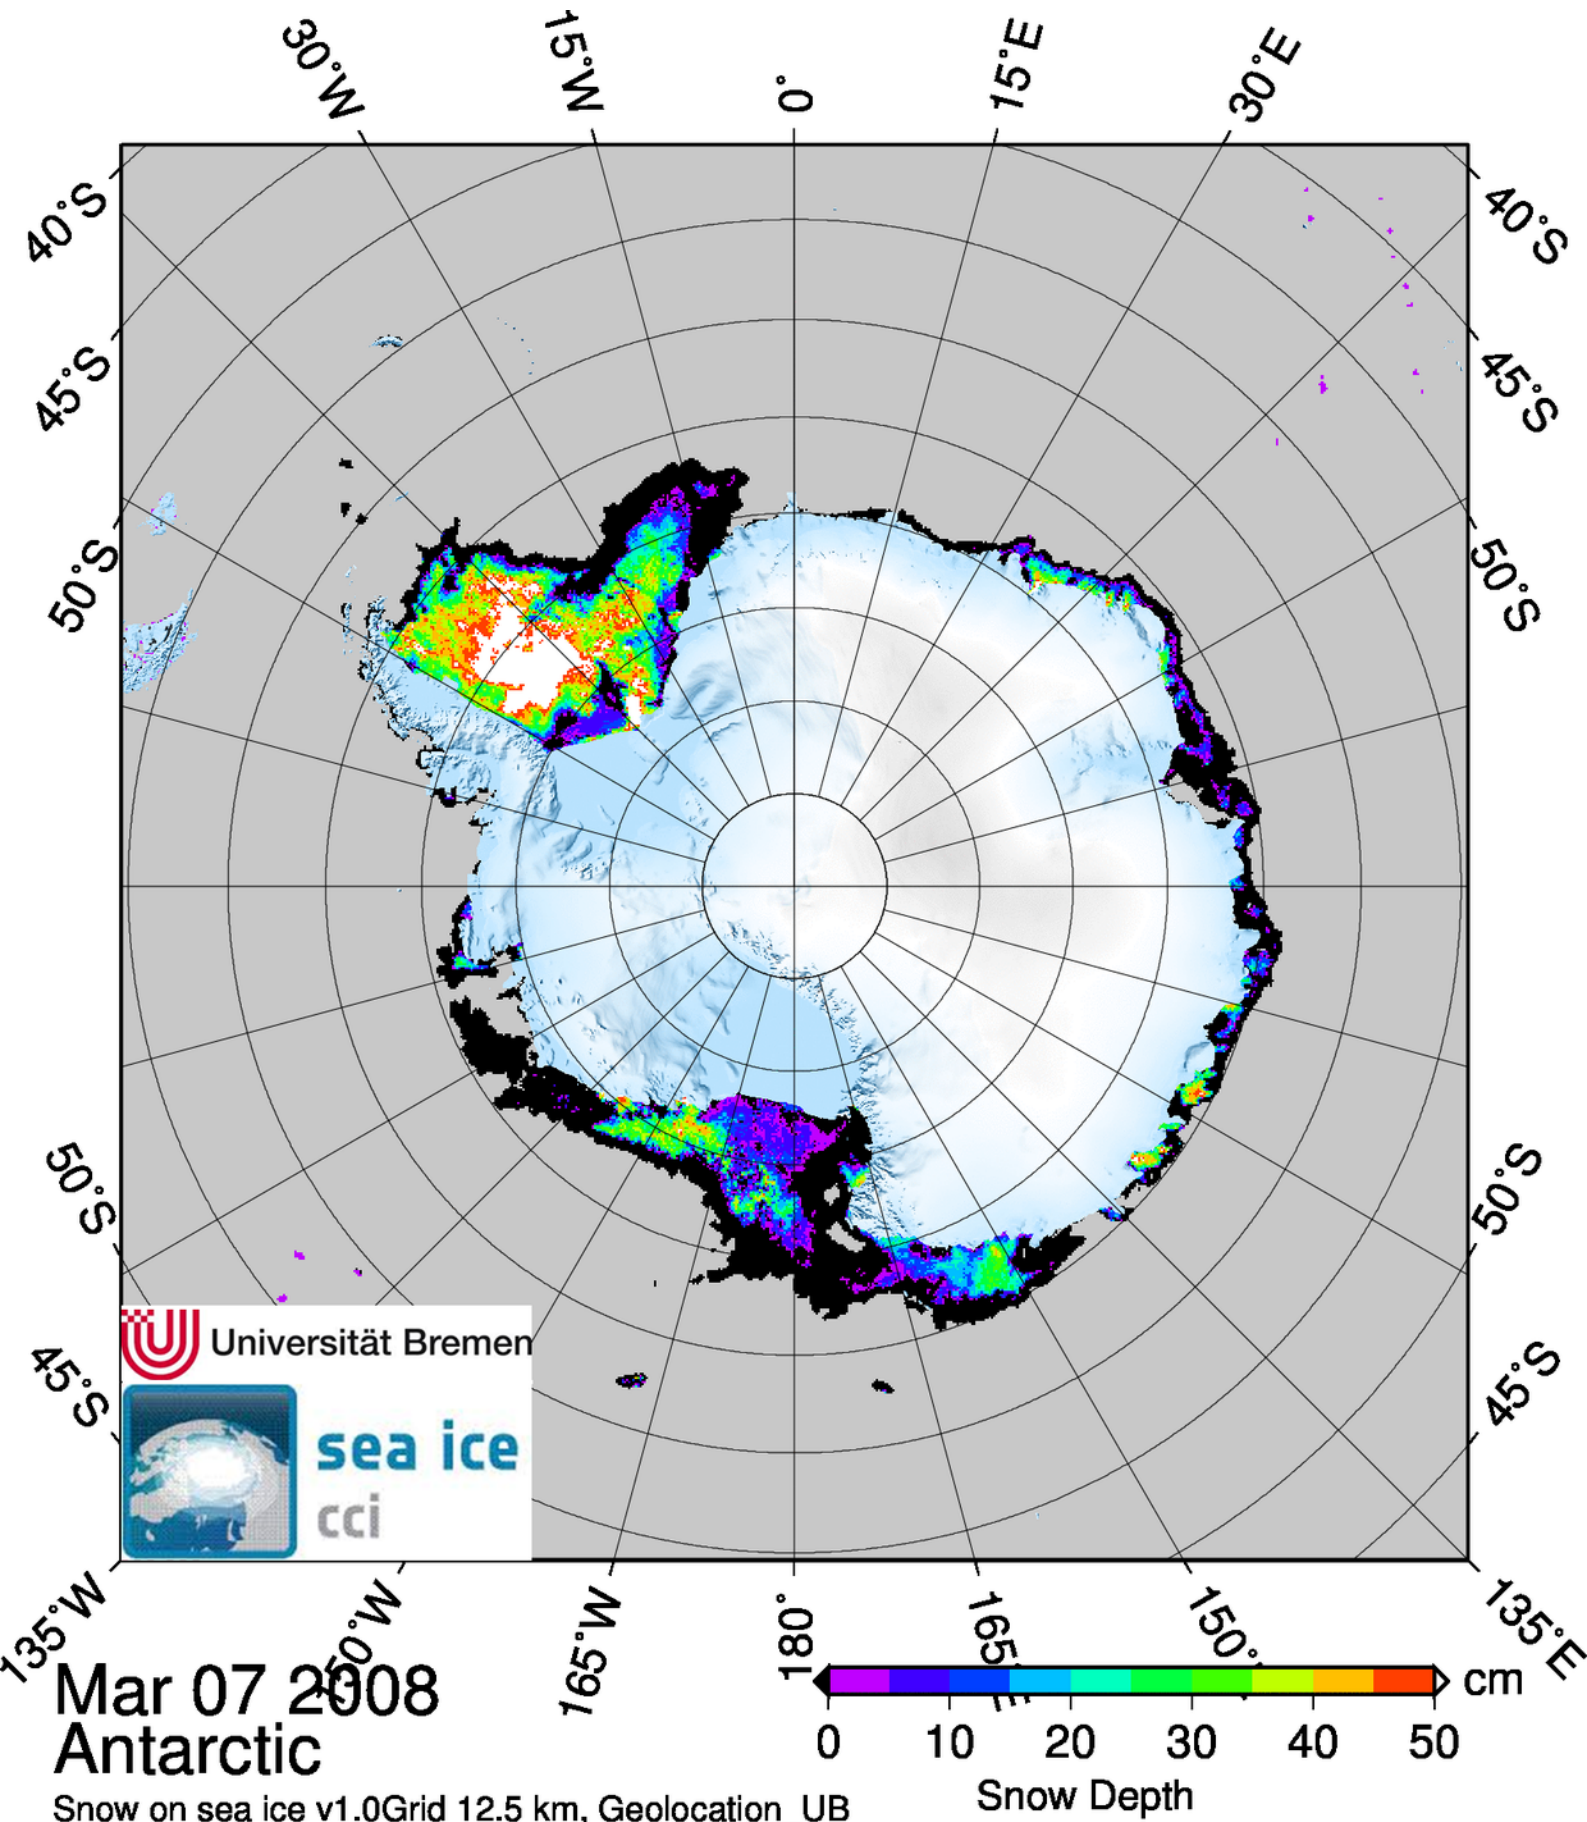 30°W
15°W
0°
15°E
30°E
40°S
40°S
45°S
45°S
50°S
50°S
50°S
50°S
45°S
45°S
Universität Bremen
sea ice
cci
135°W
165°W
180°
135°E
Mar 07 2008
cm
0 10 20 30 40 50
Antarctic
Snow Depth
Snow on sea ice v1.0Grid 12.5 km, Geolocation UB